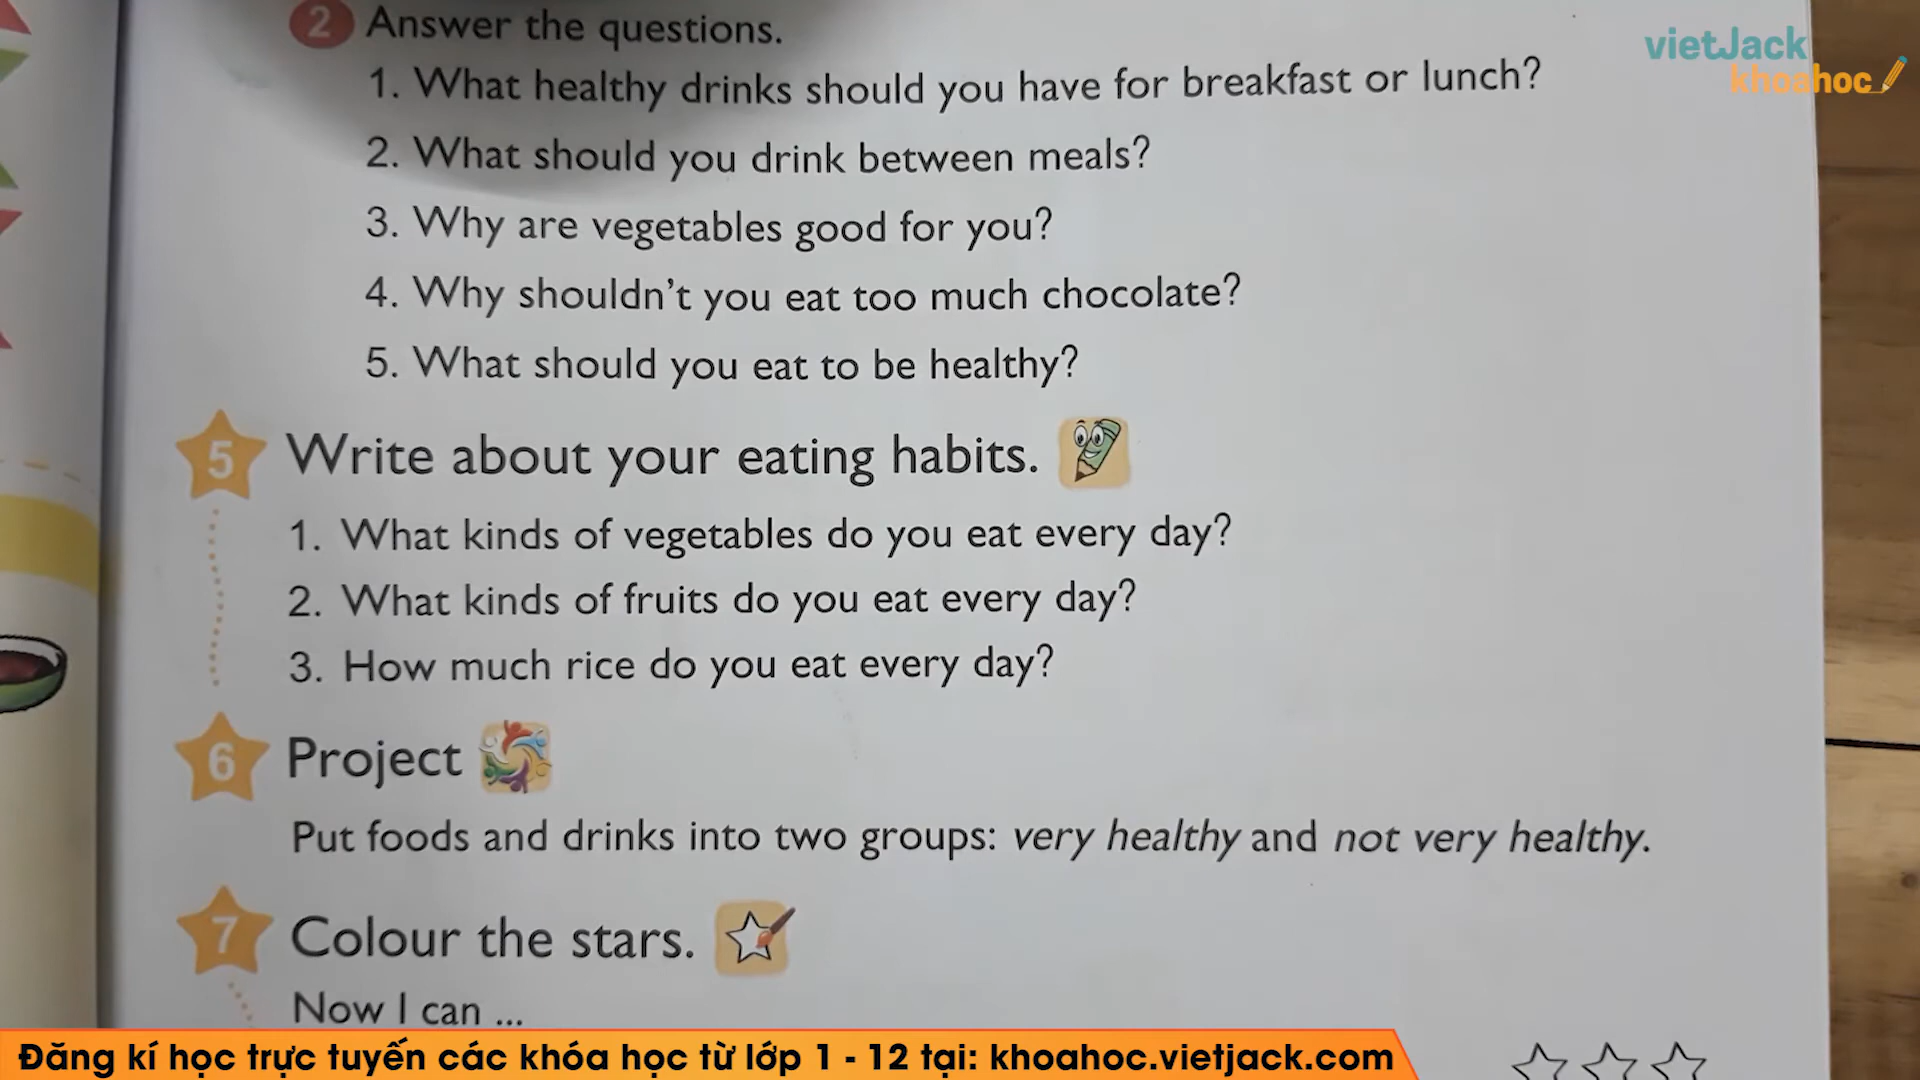 vietJack
khoahoc
2 Answer the questions.
1. What healthy drinks should you have for breakfast or lunch?
2. What should you drink between meals?
3. Why are vegetables good for you?
4. Why shouldn't you eat too much chocolate?
5. What should you eat to be healthy?
5 Write about your eating habits.
1. What kinds of vegetables do you eat every day?
2. What kinds of fruits do you eat every day?
3. How much rice do you eat every day?
6 Project
Put foods and drinks into two groups: very healthy and not very healthy.
7 Colour the stars.
Now I can ...
Đăng kí học trực tuyến các khóa học từ lớp 1 - 12 tại: khoahoc.vietjack.com